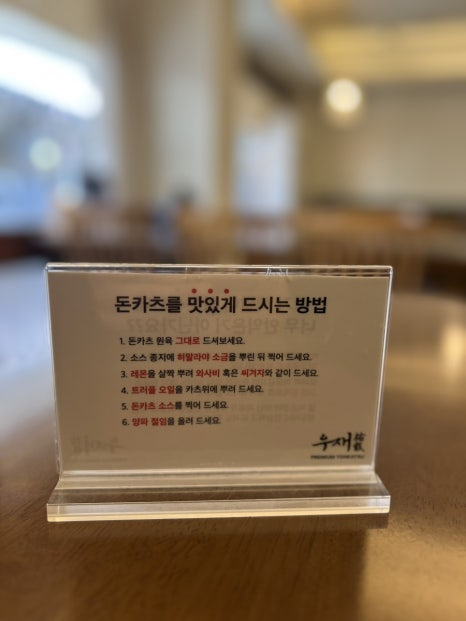 돈카츠를 맛있게 드시는 방법
1. 돈카츠 원육 그대로 드셔보세요.
2. 소스 종지에 히말라야 소금을 뿌린 뒤 찍어 드세요.
3. 레몬을 살짝 뿌려 와사비 혹은 씨겨자와 같이 드세요.
4. 트러플 오일을 카츠위에 뿌려 드세요.
5. 돈카츠 소스를 찍어 드세요.
6. 양파 절임을 올려 드세요.
우재
PREMIUM TONKATSU